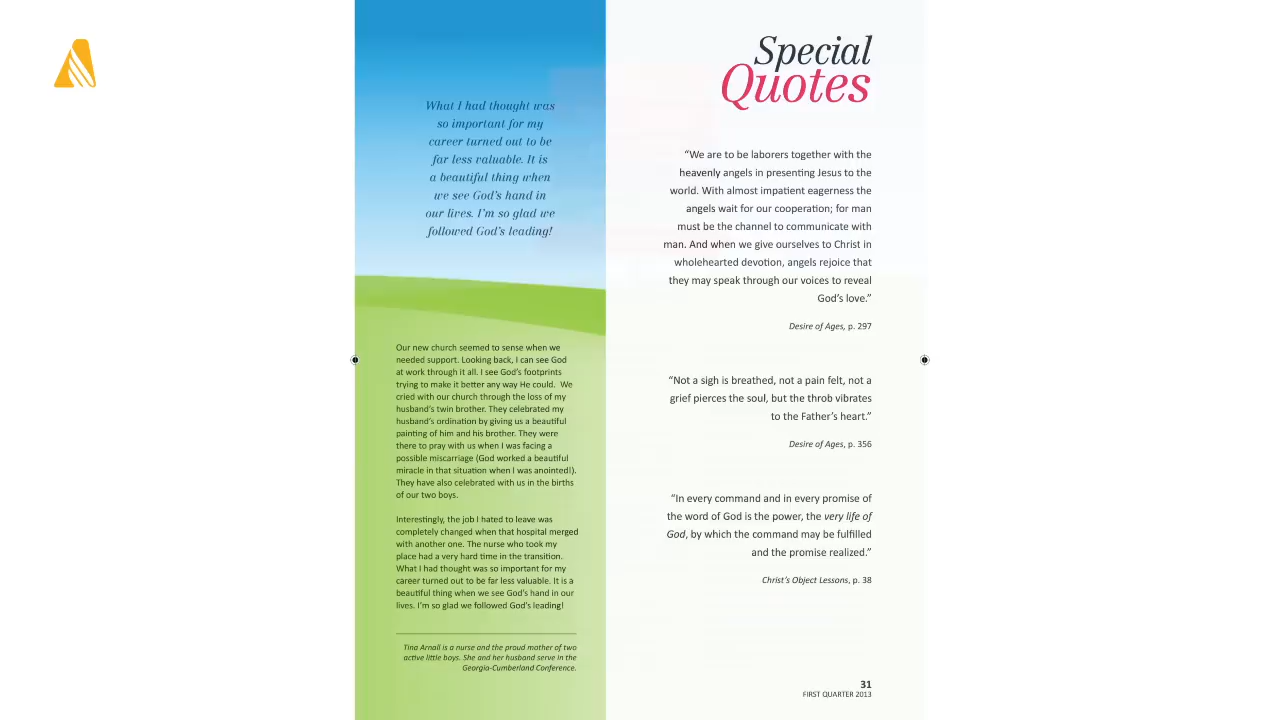 What I had thought was
so important for my
career turned out to be
far less valuable. It is
a beautiful thing when
we see God's hand in
our lives. I'm so glad we
followed God's leading!
Our new church seemed to sense when we
needed support. Looking back, I can see God
at work through it all. I see God's footprints
trying to make it better any way He could.  We
cried with our church through the loss of my
husband's twin brother. They celebrated my
husband's ordination by giving us a beautiful
painting of him and his brother. They were
there to pray with us when I was facing a
possible miscarriage (God worked a beautiful
miracle in that situation when I was anointed!).
They have also celebrated with us in the births
of our two boys.
Interestingly, the job I hated to leave was
completely changed when that hospital merged
with another one. The nurse who took my
place had a very hard time in the transition.
What I had thought was so important for my
career turned out to be far less valuable. It is a
beautiful thing when we see God's hand in our
lives. I'm so glad we followed God's leading!
Tina Arnall is a nurse and the proud mother of two
active little boys. She and her husband serve in the
Georgia-Cumberland Conference.
Special
Quotes
“We are to be laborers together with the
heavenly angels in presenting Jesus to the
world. With almost impatient eagerness the
angels wait for our cooperation; for man
must be the channel to communicate with
man. And when we give ourselves to Christ in
wholehearted devotion, angels rejoice that
they may speak through our voices to reveal
God's love.”
Desire of Ages, p. 297
“Not a sigh is breathed, not a pain felt, not a
grief pierces the soul, but the throb vibrates
to the Father's heart.”
Desire of Ages, p. 356
“In every command and in every promise of
the word of God is the power, the very life of
God, by which the command may be fulfilled
and the promise realized.”
Christ's Object Lessons, p. 38
31
FIRST QUARTER 2013